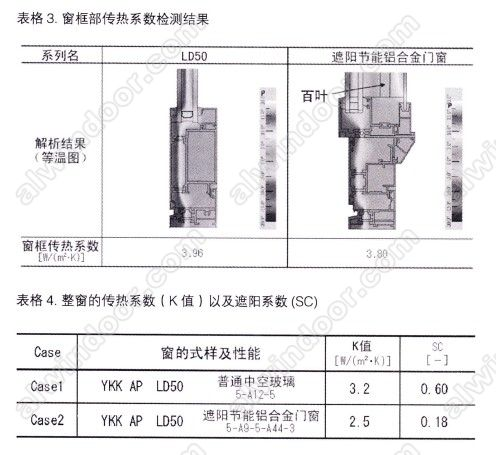 表格 3. 窗框部传热系数检测结果
系列名 LD50 遮阳节能铝合金门窗
百叶
解析结果
(等温图)
窗框传热系数
[W/(m²·K)]
3.96 3.80
表格 4. 整窗的传热系数 ( K 值 ) 以及遮阳系数 (SC)
Case 窗的式样及性能 K值 SC
[W/(m²·K)] [-]
Case1 YKK AP LD50 普通中空玻璃 3.2 0.60
5-A12-5
Case2 YKK AP LD50 遮阳节能铝合金门窗 2.5 0.18
5-A9-5-A44-3
alwindoor.com